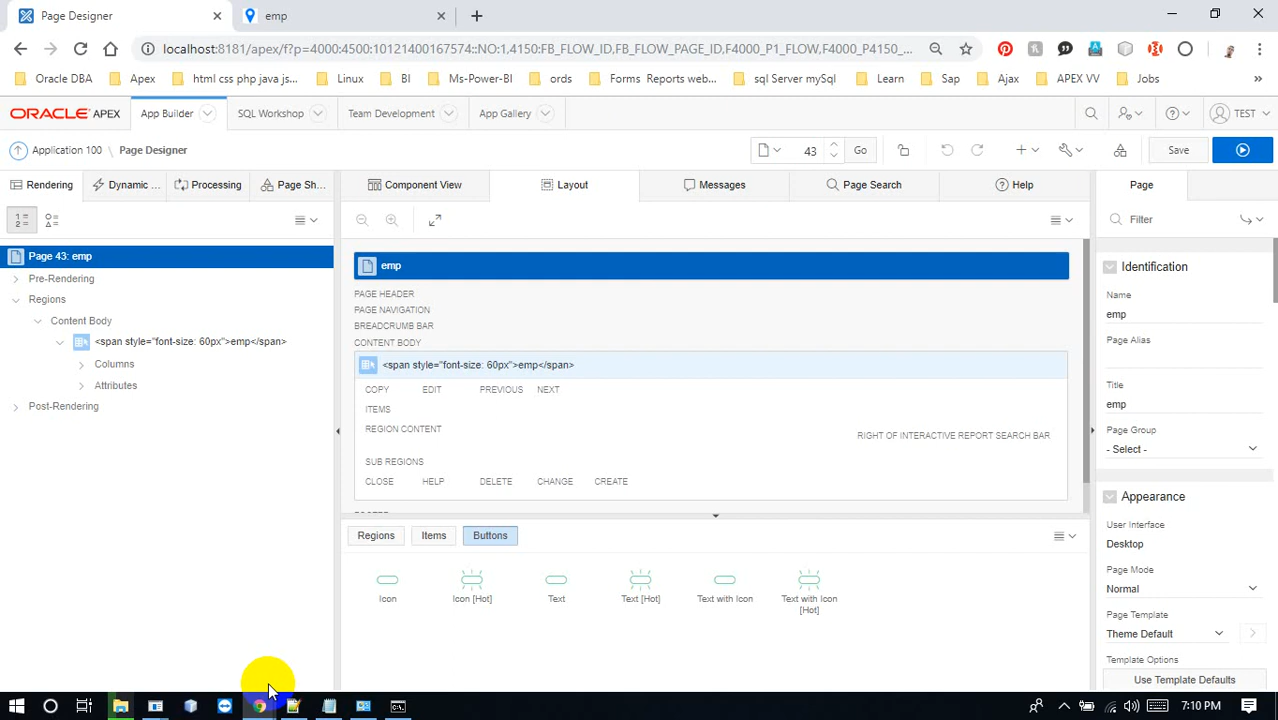 Page Designer
emp
localhost:8181/apex/f?p=4000:4500:10121400167574::NO:1,4150:FB_FLOW_ID,FB_FLOW_PAGE_ID,F4000_P1_FLOW,F4000_P4150_...
Oracle DBA Apex html css php java js... Linux BI Ms-Power-BI ords Forms Reports web... sql Server mySql Learn Sap Ajax APEX VV Jobs »
ORACLE APEX App Builder SQL Workshop Team Development App Gallery TEST
Application 100 Page Designer 43 Go Save
Rendering Dynamic ... Processing Page Sh... Component View Layout Messages Page Search Help Page
Filter
Page 43: emp
Pre-Rendering
Regions
Content Body
<span style="font-size: 60px">emp</span>
Columns
Attributes
Post-Rendering
emp
PAGE HEADER
PAGE NAVIGATION
BREADCRUMB BAR
CONTENT BODY
<span style="font-size: 60px">emp</span>
COPY EDIT PREVIOUS NEXT
ITEMS
REGION CONTENT
RIGHT OF INTERACTIVE REPORT SEARCH BAR
SUB REGIONS
CLOSE HELP DELETE CHANGE CREATE
FOOTER
Regions Items Buttons
Icon Icon [Hot] Text Text [Hot] Text with Icon Text with Icon [Hot]
Identification
Name
emp
Page Alias
Title
emp
Page Group
- Select -
Appearance
User Interface
Desktop
Page Mode
Normal
Page Template
Theme Default
Template Options
Use Template Defaults
7:10 PM